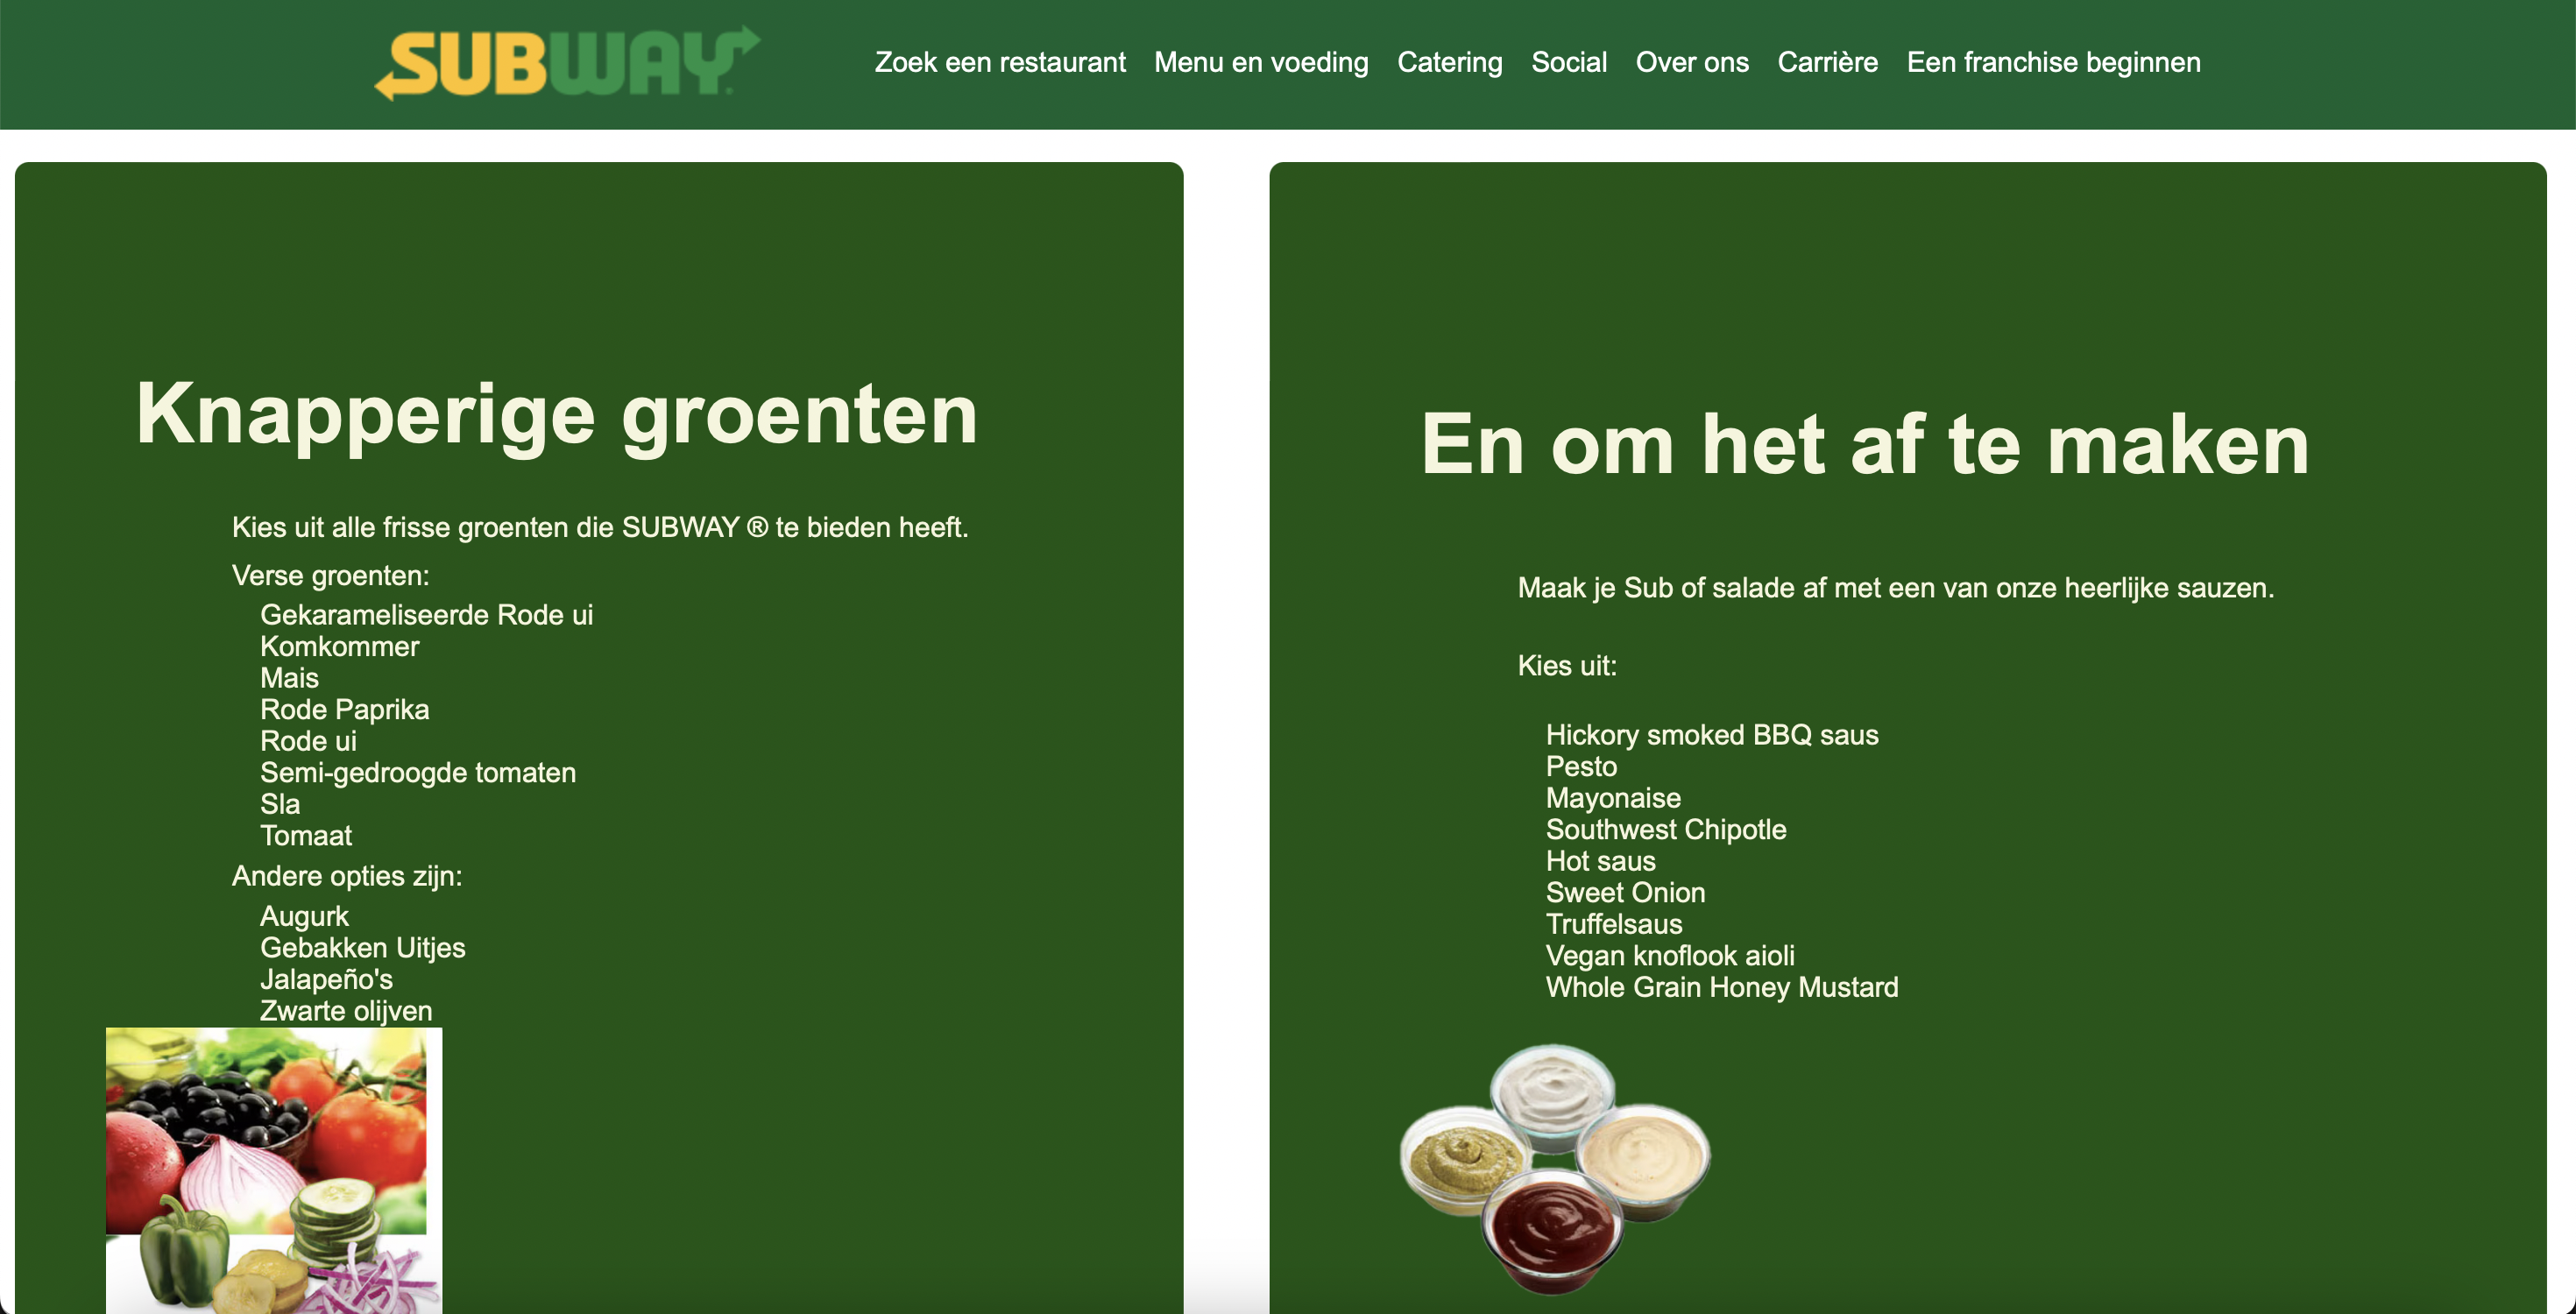 SUBWAY
Zoek een restaurant Menu en voeding Catering Social Over ons Carrière Een franchise beginnen
Knapperige groenten
Kies uit alle frisse groenten die SUBWAY ® te bieden heeft.
Verse groenten:
Gekarameliseerde Rode ui
Komkommer
Mais
Rode Paprika
Rode ui
Semi-gedroogde tomaten
Sla
Tomaat
Andere opties zijn:
Augurk
Gebakken Uitjes
Jalapeño's
Zwarte olijven
En om het af te maken
Maak je Sub of salade af met een van onze heerlijke sauzen.
Kies uit:
Hickory smoked BBQ saus
Pesto
Mayonaise
Southwest Chipotle
Hot saus
Sweet Onion
Truffelsaus
Vegan knoflook aioli
Whole Grain Honey Mustard